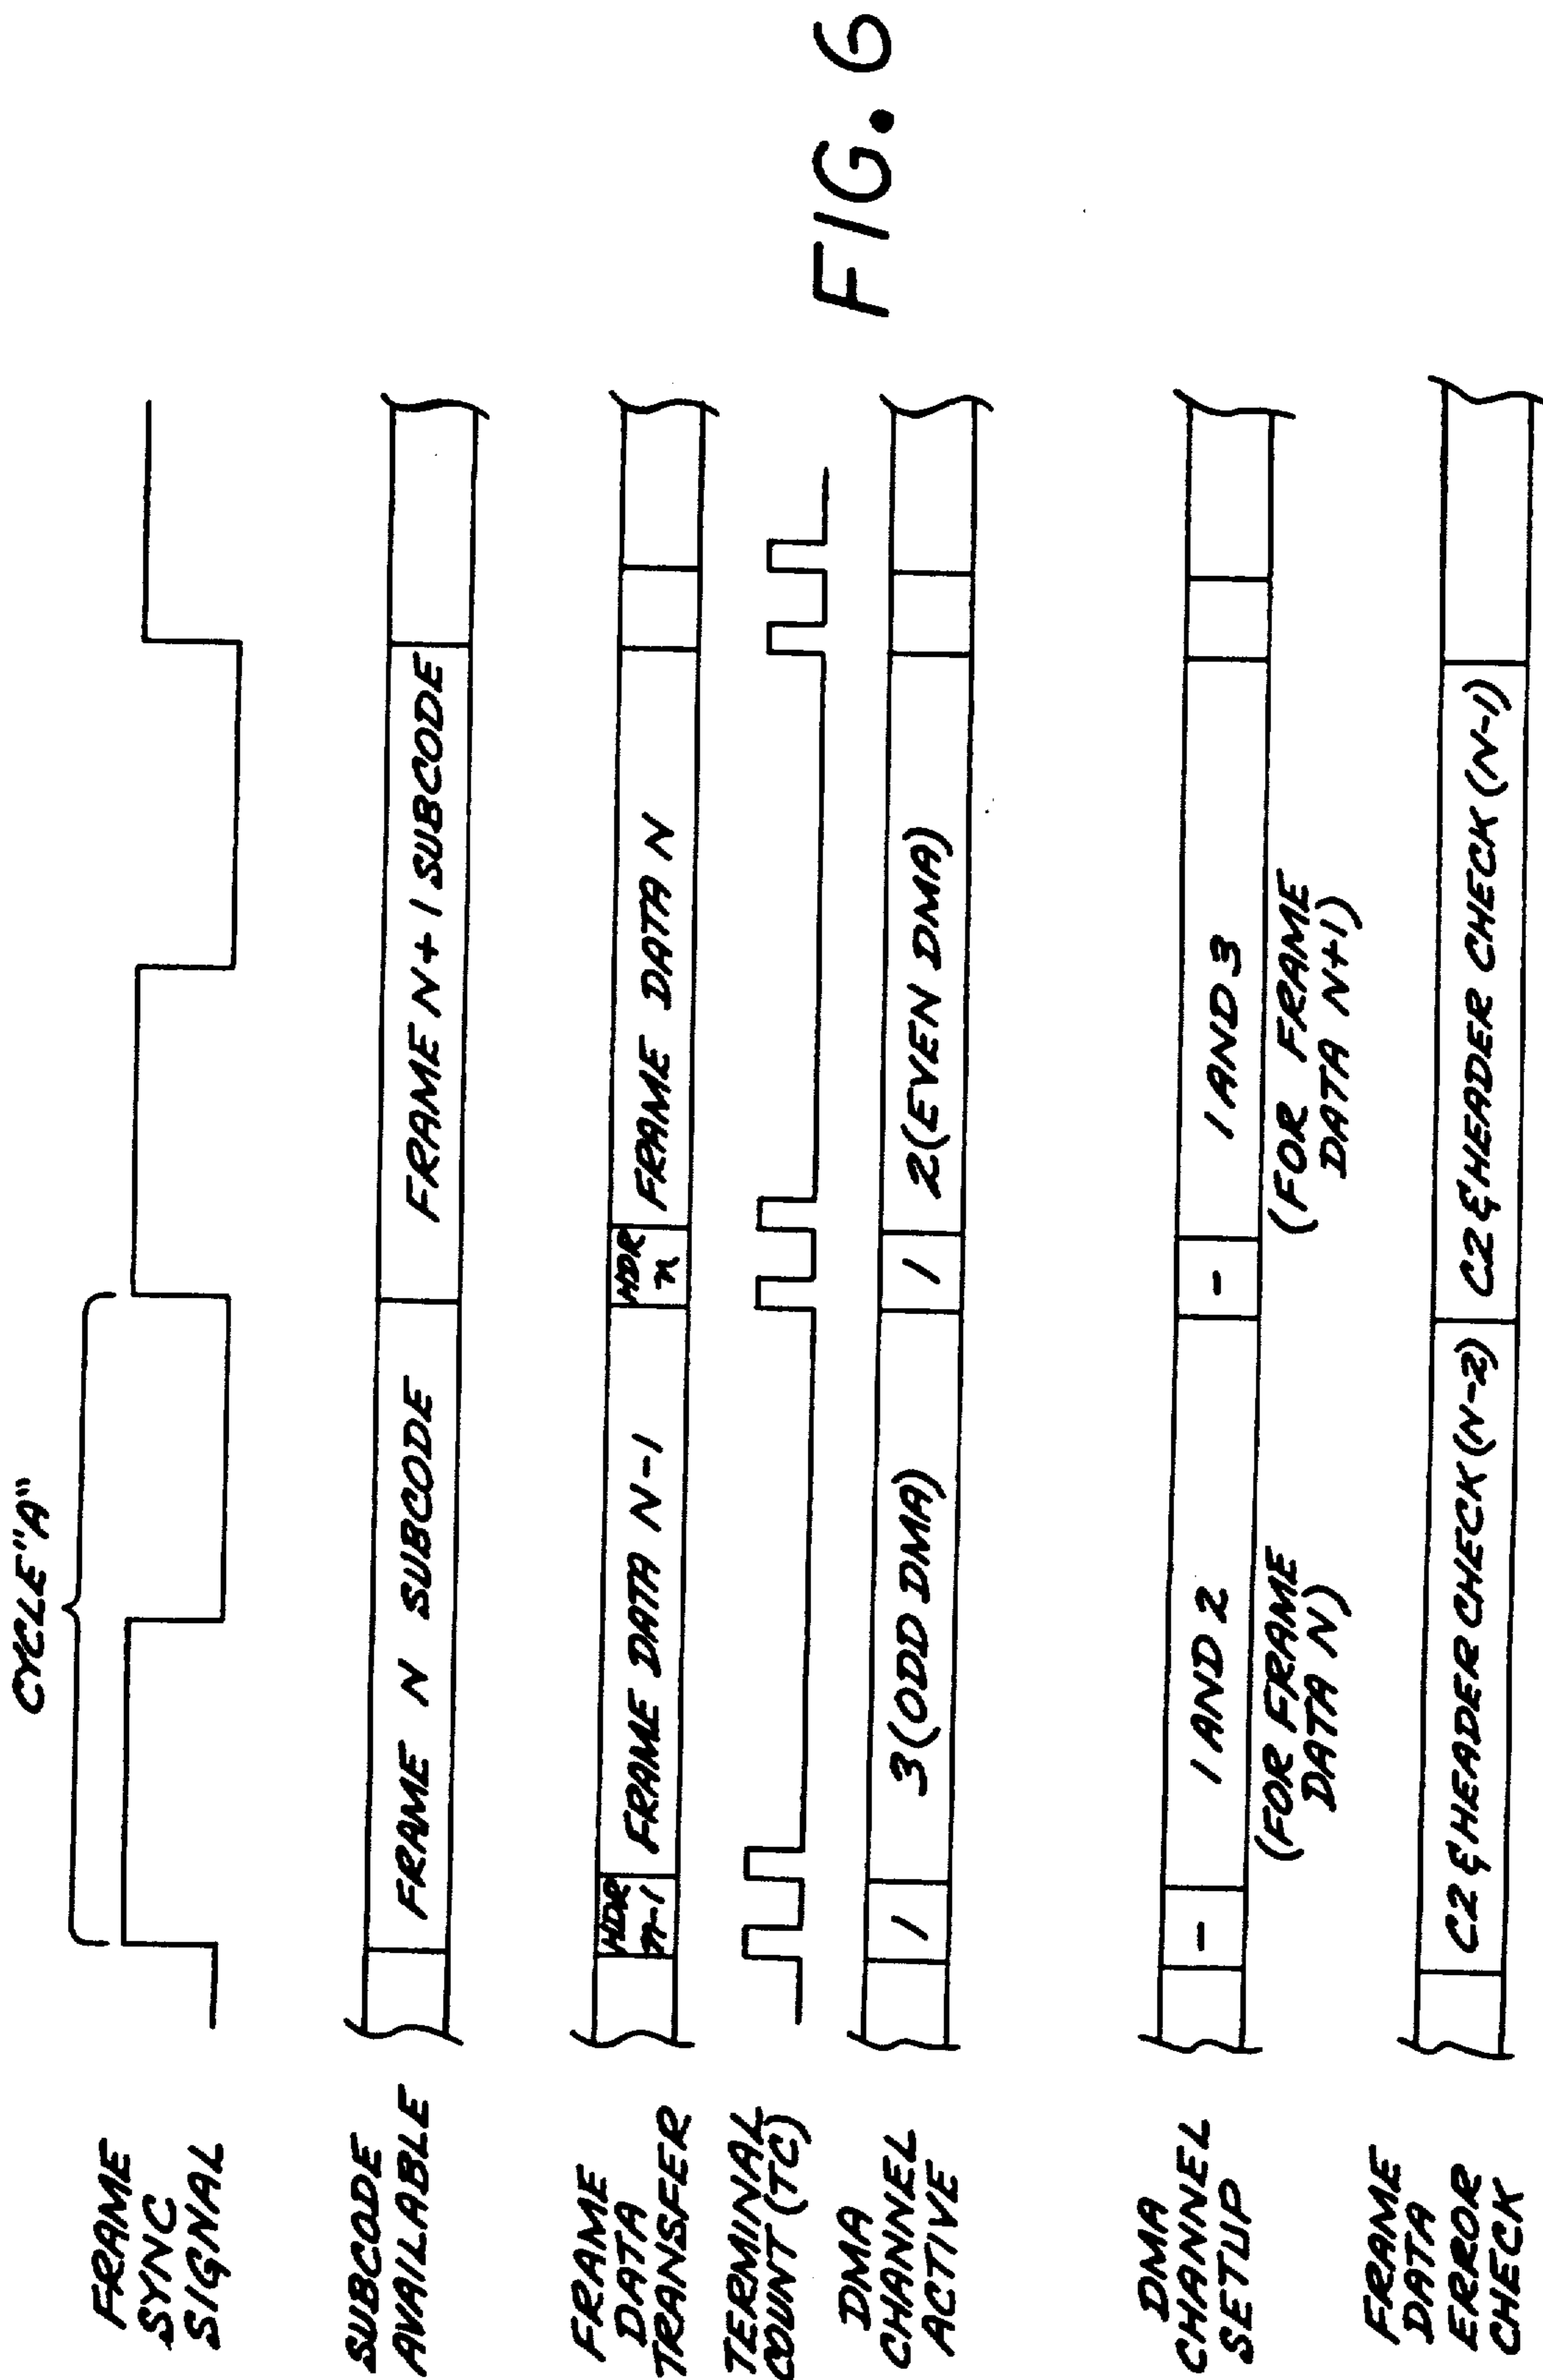 CYCLE "A"
FRAME
SYNC
SIGNAL
SUBCODE
AVAILABLE
FRAME N SUBCODE
FRAME N+1 SUBCODE
FRAME
DATA
TRANSFER
HDR
n-1
FRAME DATA N-1
HDR
n
FRAME DATA N
TERMINAL
COUNT (TC)
DMA
CHANNEL
ACTIVE
1
3 (ODD DMA)
1
2 (EVEN DMA)
DMA
CHANNEL
SETUP
-
1 AND 2
(FOR FRAME
DATA N)
-
1 AND 3
(FOR FRAME
DATA N+1)
FRAME
DATA
ERROR
CHECK
C2 & HEADER CHECK (N-2)
C2 & HEADER CHECK (N-1)
FIG. 6